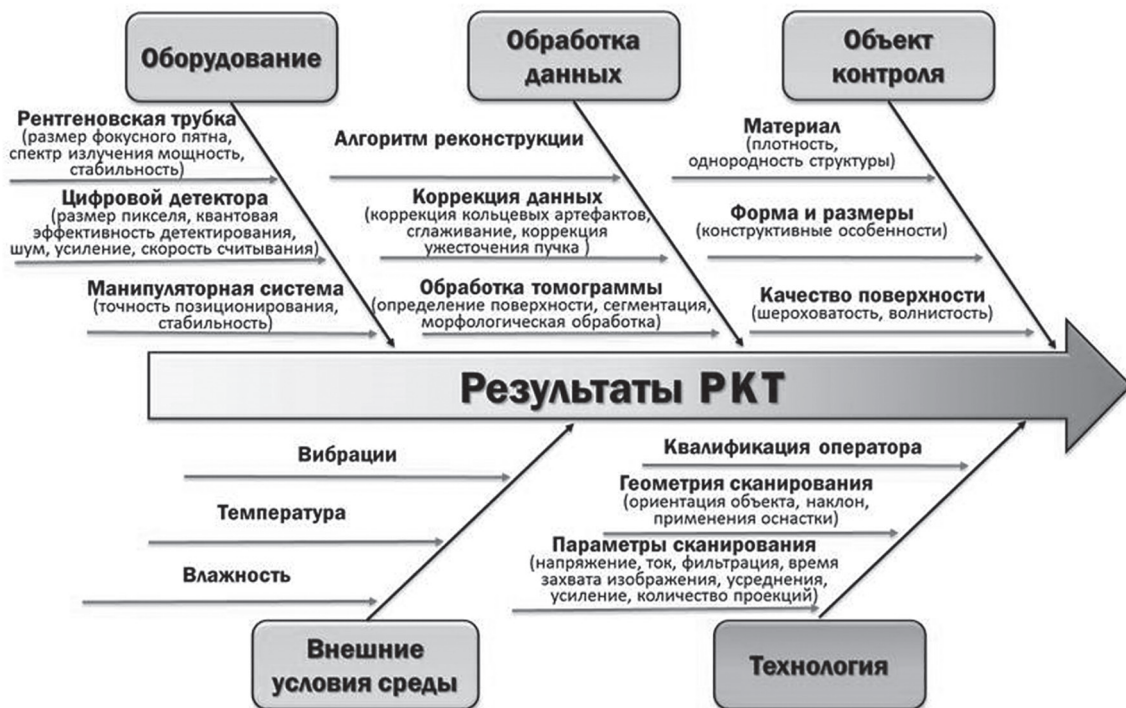 Оборудование
Рентгеновская трубка
(размер фокусного пятна,
спектр излучения мощность,
стабильность)
Цифровой детектора
(размер пикселя, квантовая
эффективность детектирования,
шум, усиление, скорость считывания)
Манипуляторная система
(точность позиционирования,
стабильность)
Обработка
данных
Алгоритм реконструкции
Коррекция данных
(коррекция кольцевых артефактов,
сглаживание, коррекция
ужесточения пучка )
Обработка томограммы
(определение поверхности, сегментация,
морфологическая обработка)
Объект
контроля
Материал
(плотность,
однородность структуры)
Форма и размеры
(конструктивные особенности)
Качество поверхности
(шероховатость, волнистость)
Результаты РКТ
Вибрации
Температура
Влажность
Внешние
условия среды
Квалификация оператора
Геометрия сканирования
(ориентация объекта, наклон,
применения оснастки)
Параметры сканирования
(напряжение, ток, фильтрация, время
захвата изображения, усреднения,
усиление, количество проекций)
Технология